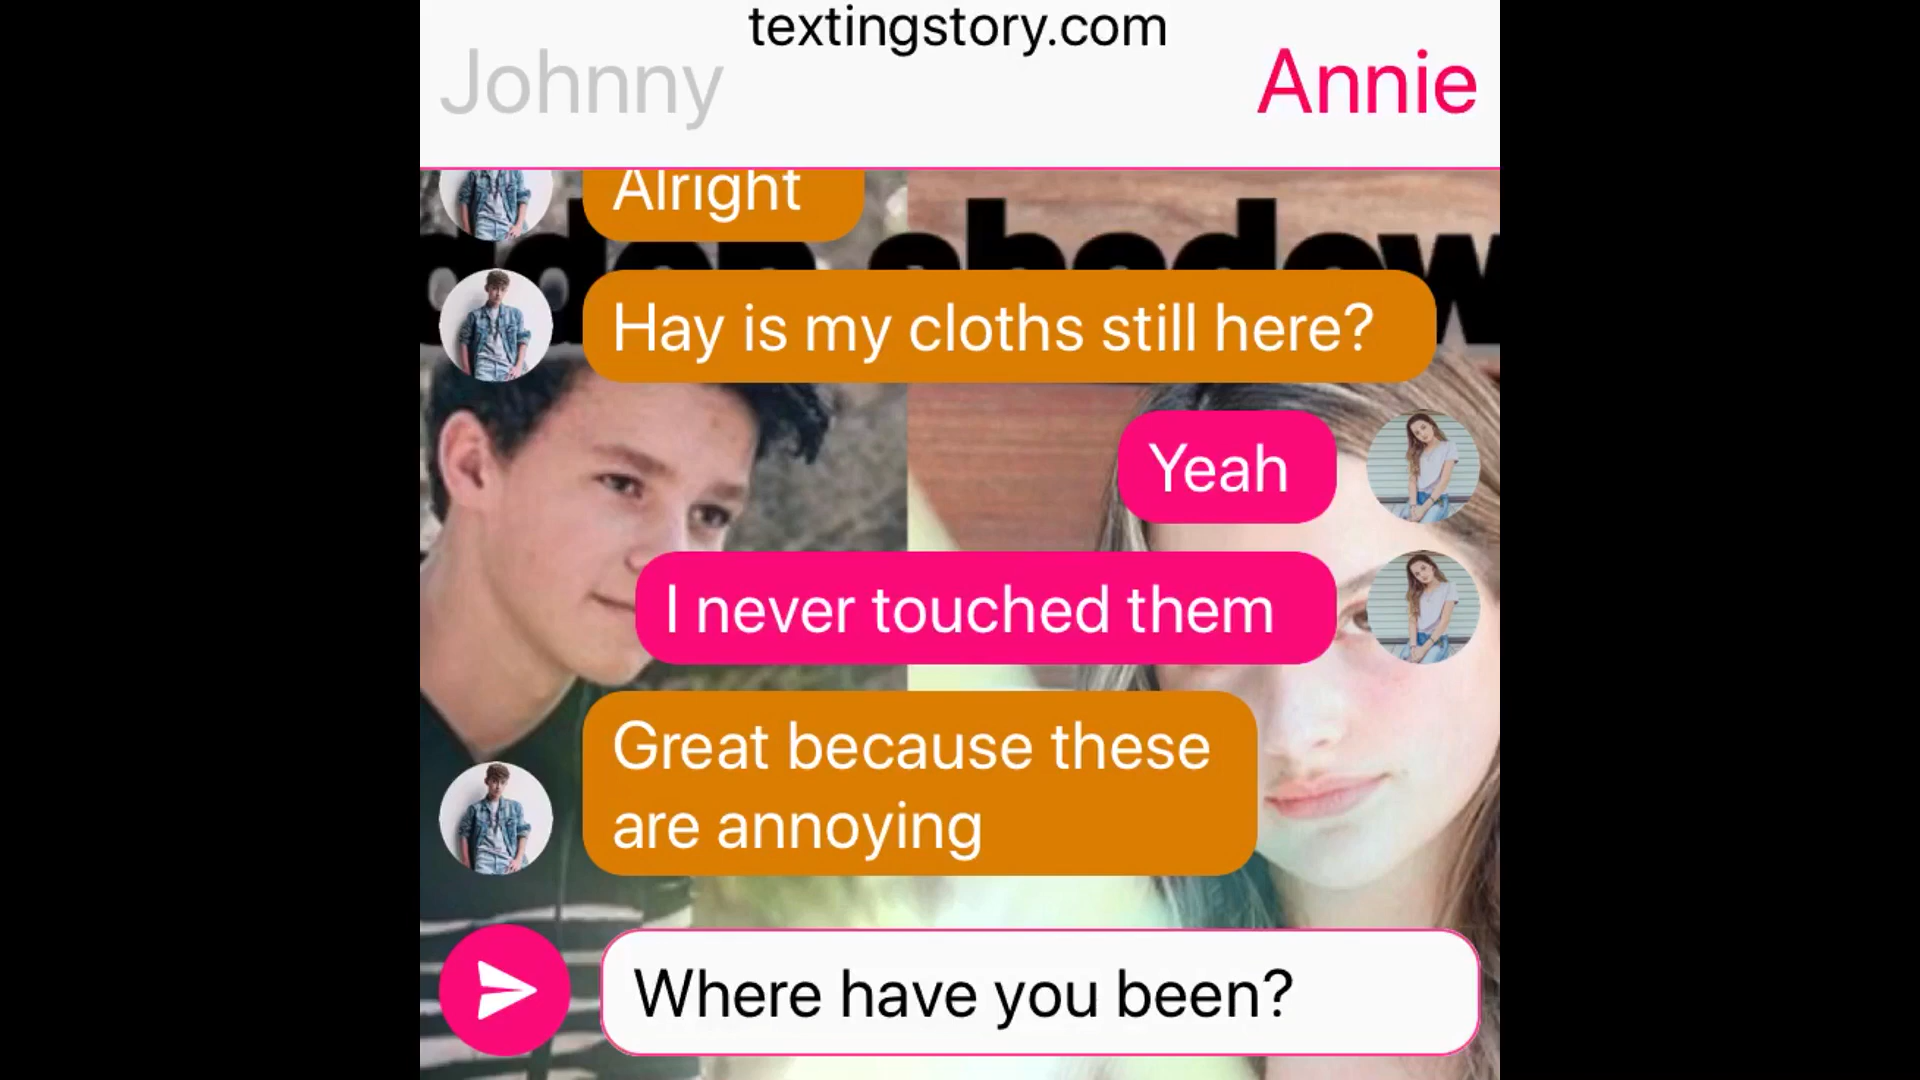 textingstory.com
Johnny
Annie
Alright
Hay is my cloths still here?
Yeah
I never touched them
Great because these
are annoying
Where have you been?